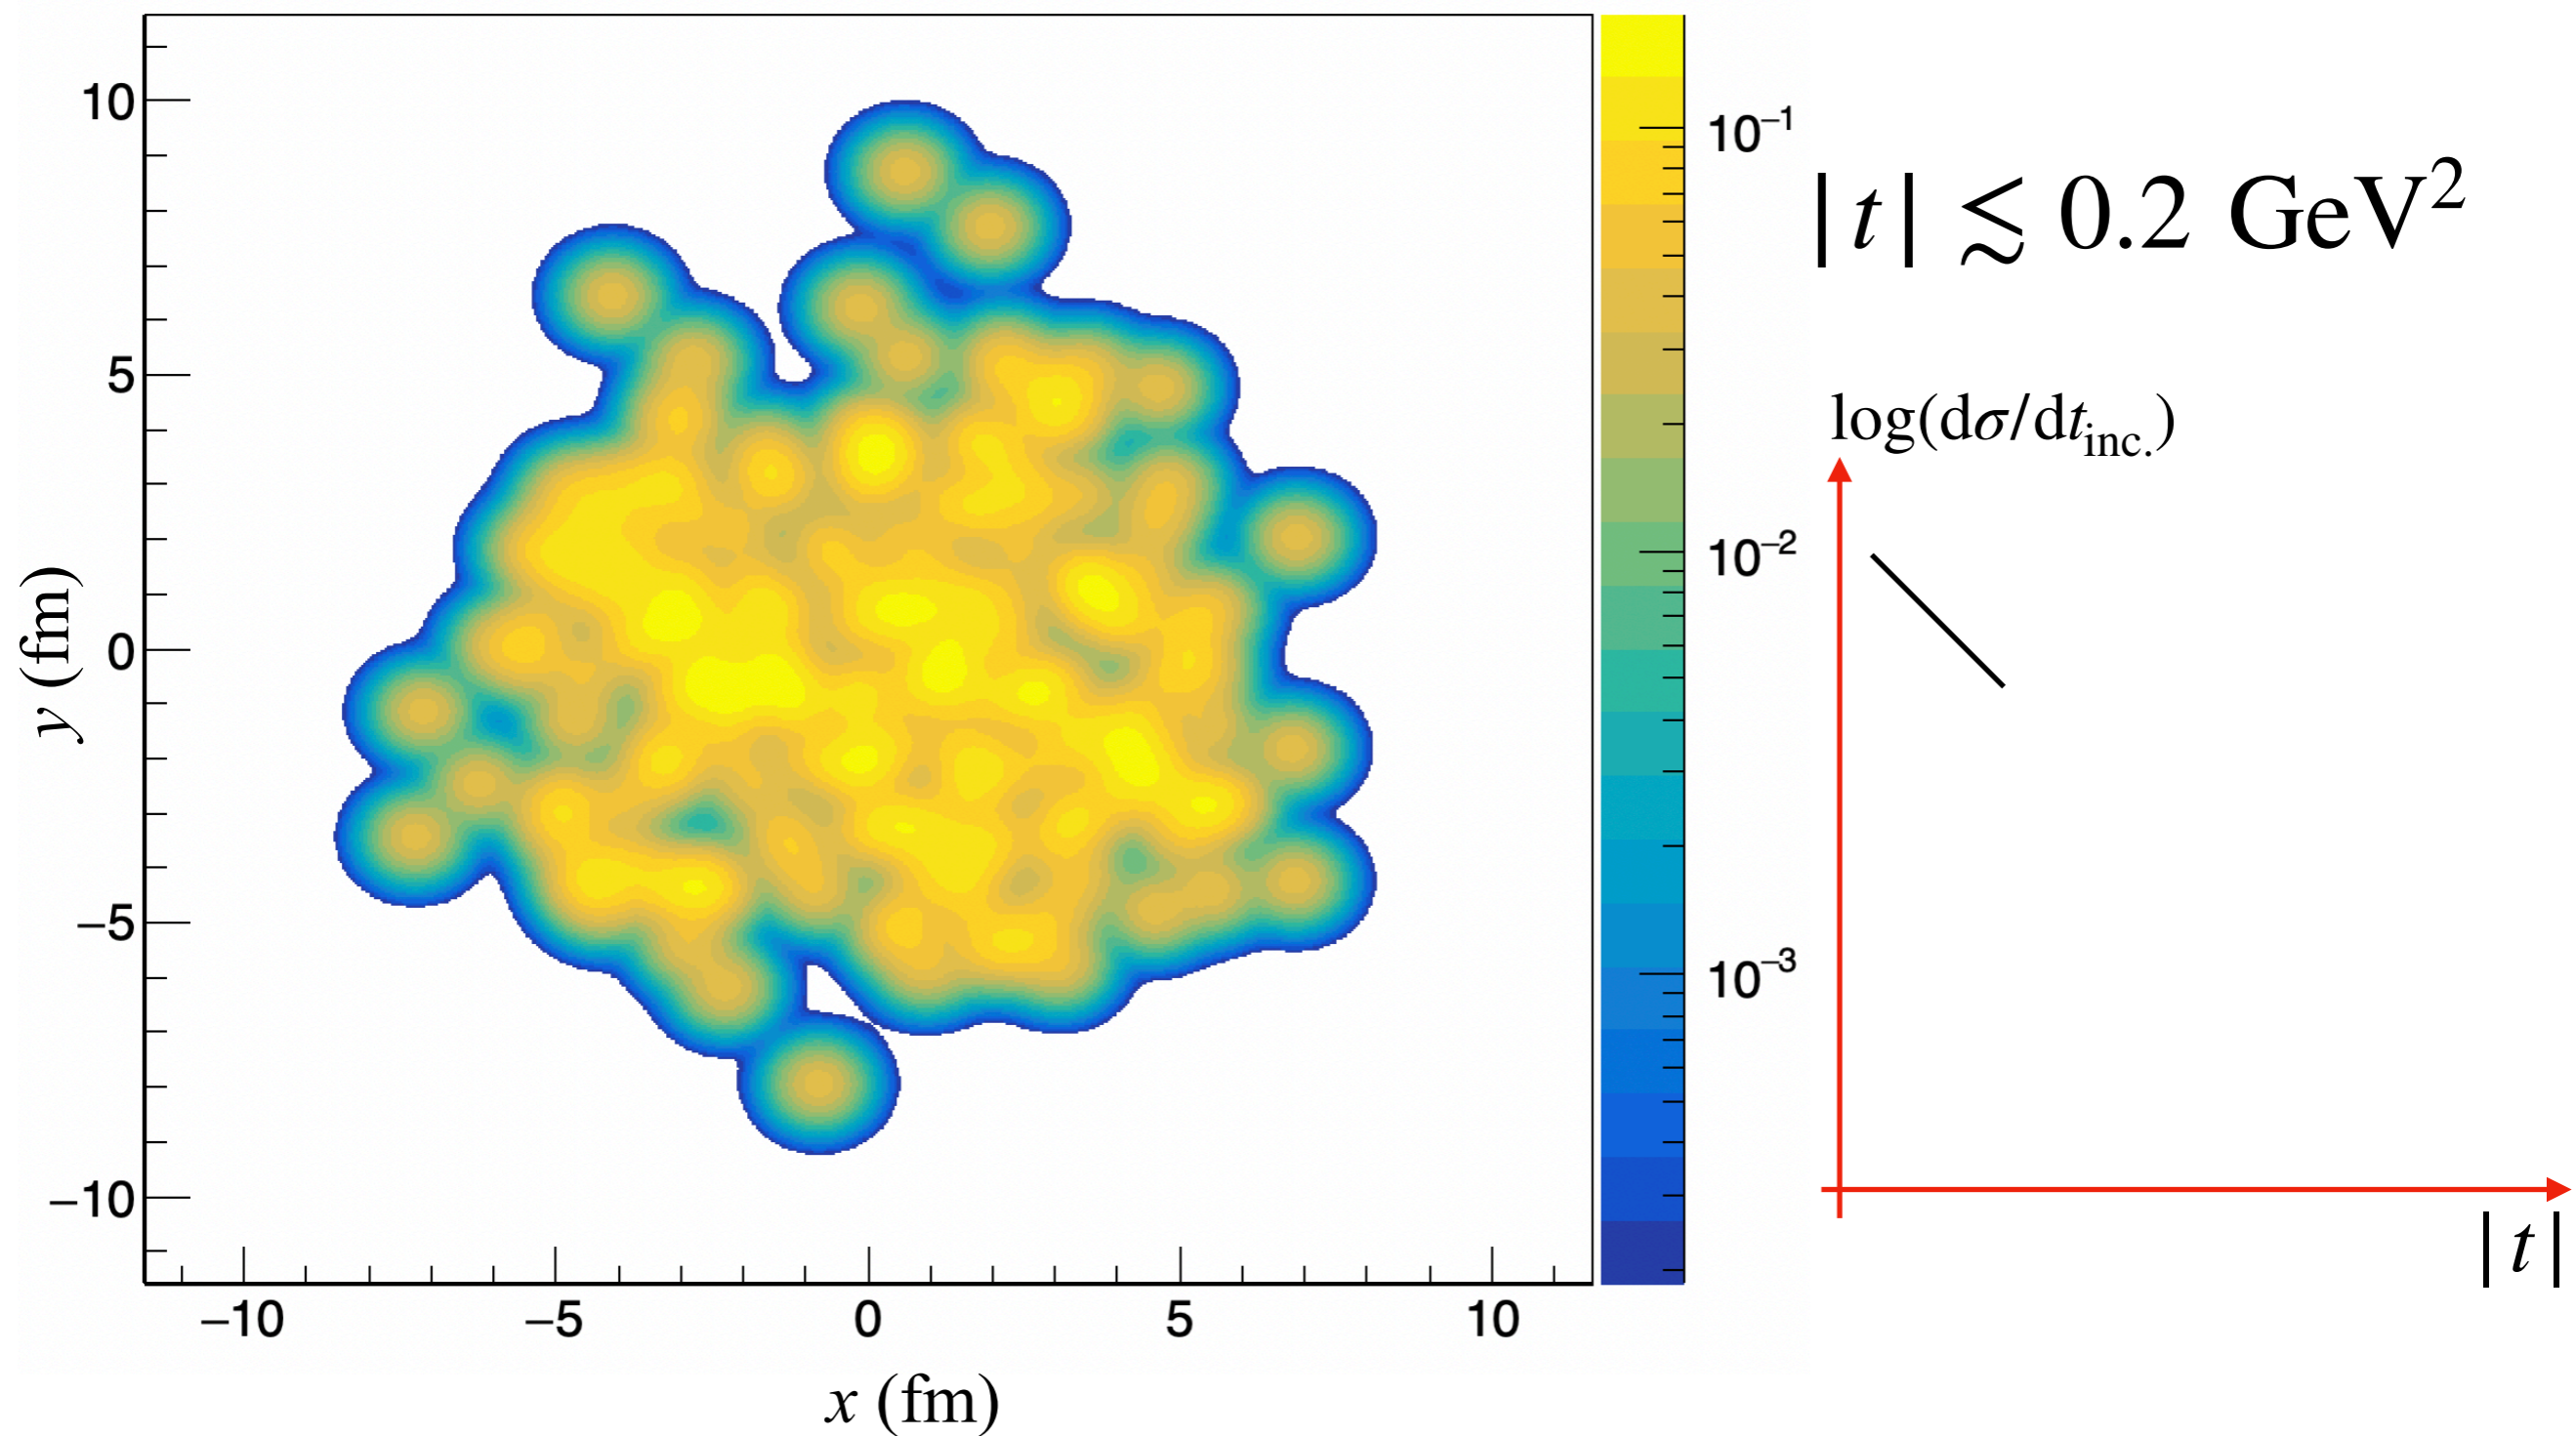 10
5
0
−5
−10
y (fm)
−10 −5 0 5 10
x (fm)
10⁻¹
10⁻²
10⁻³
|t| ≲ 0.2 GeV²
log(dσ/dt_inc.)
|t|